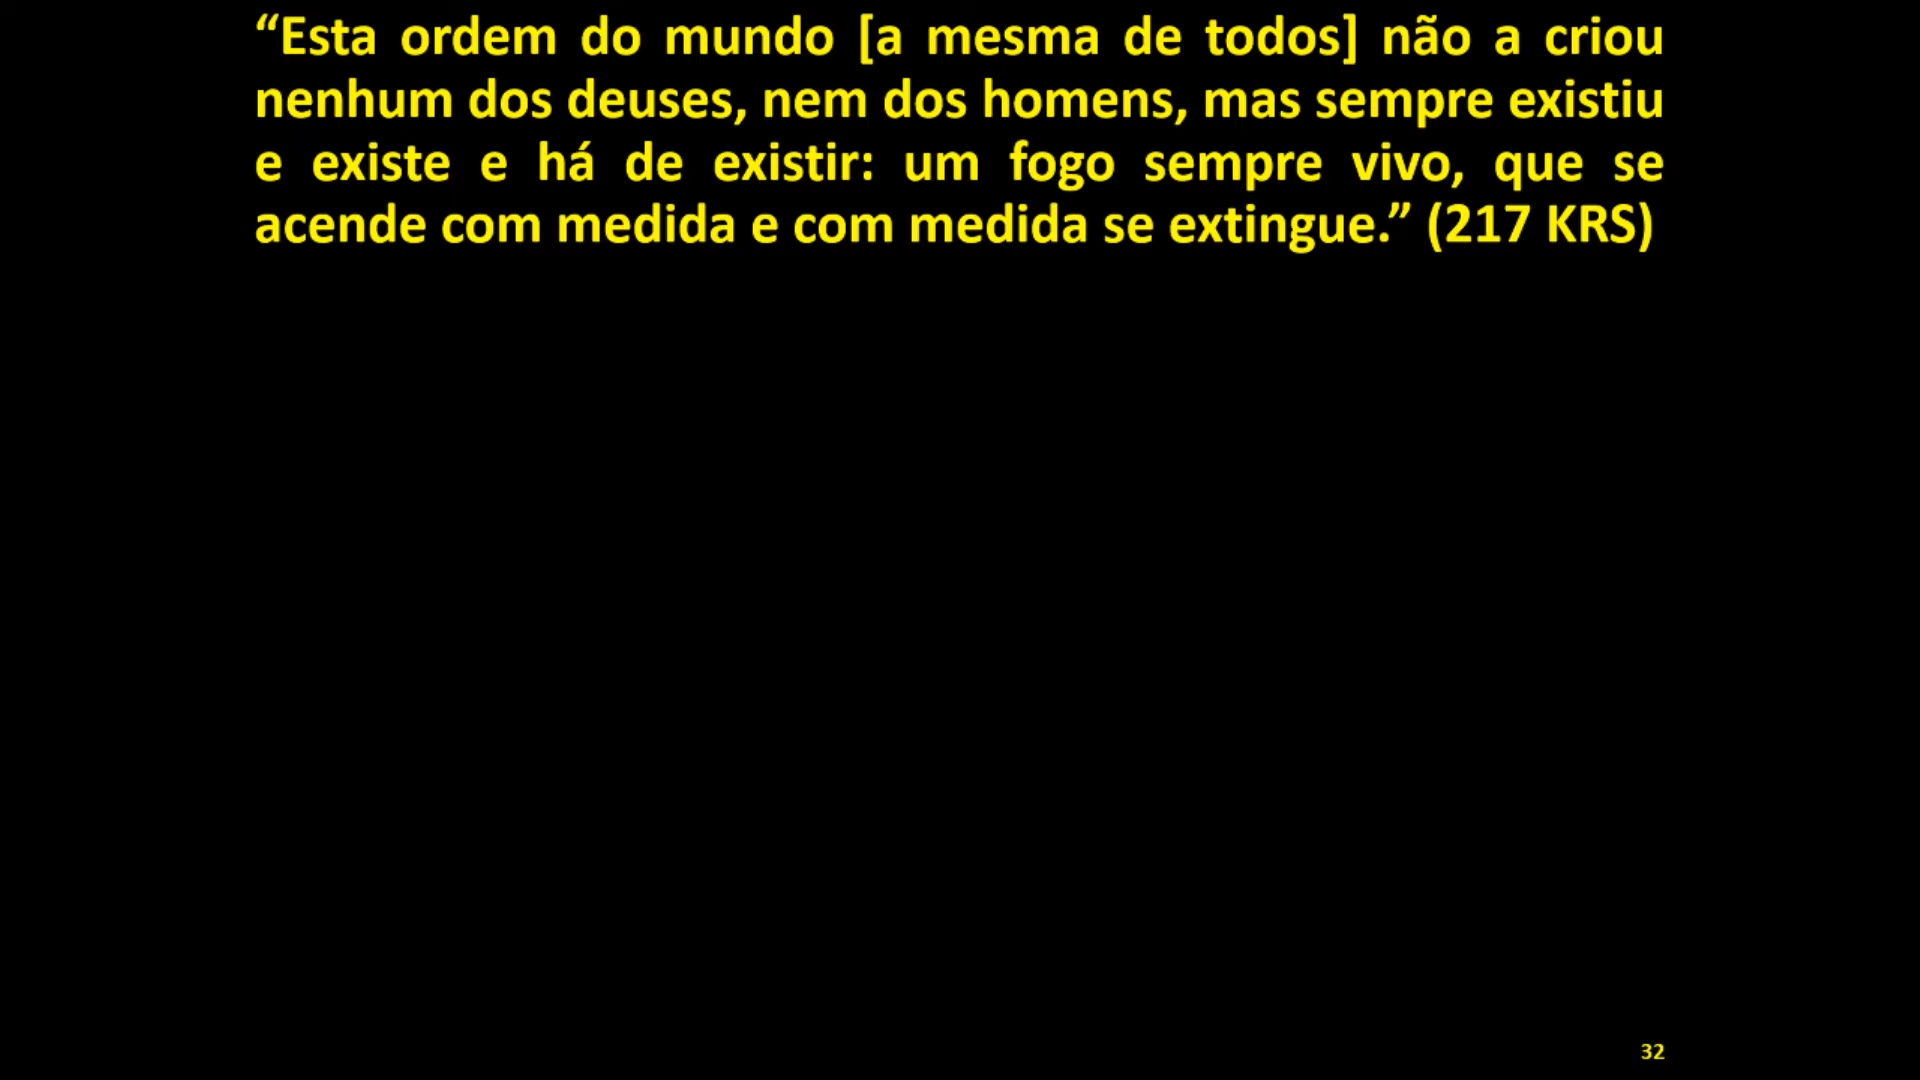 “Esta ordem do mundo [a mesma de todos] não a criou
nenhum dos deuses, nem dos homens, mas sempre existiu
e existe e há de existir: um fogo sempre vivo, que se
acende com medida e com medida se extingue.” (217 KRS)
32